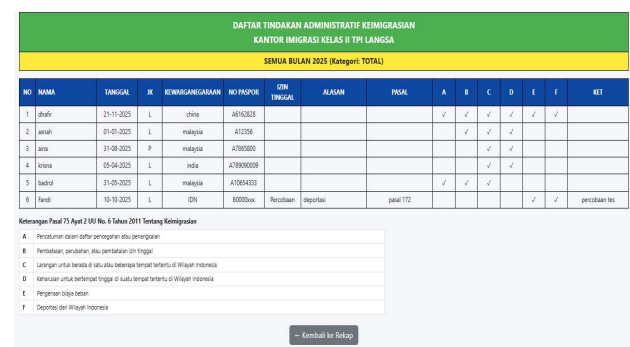 DAFTAR TINDAKAN ADMINISTRATIF KEIMIGRASIAN
KANTOR IMIGRASI KELAS II TPI LANGSA
SEMUA BULAN 2025 (Kategori: TOTAL)
NO NAMA TANGGAL JK KEWARGANEGARAAN NO PASPOR IZIN TINGGAL ALASAN PASAL A B C D E F KET
1 dhafir 21-11-2025 L china A6162828 √ √ √ √ √ √
2 asnah 01-01-2025 L malaysia A12356 √ √ √
3 aina 31-08-2025 P malaysia A7865800 √ √
4 krisna 05-04-2025 L india A789090009 √ √
5 badrol 31-05-2025 L malaysia A10654333 √ √ √
6 Fandi 10-10-2025 L IDN B0000xxx Percobaan deportasi pasal 172 √ √ percobaan tes
Keterangan Pasal 75 Ayat 2 UU No. 6 Tahun 2011 Tentang Keimigrasian
A Pencatuman dalam daftar pencegahan atau penangkalan
B Pembatasan, perubahan, atau pembatalan izin tinggal
C Larangan untuk berada di satu atau beberapa tempat tertentu di Wilayah Indonesia
D Keharusan untuk bertempat tinggal di suatu tempat tertentu di Wilayah Indonesia
E Pengenaan biaya beban
F Deportasi dari Wilayah Indonesia
← Kembali ke Rekap